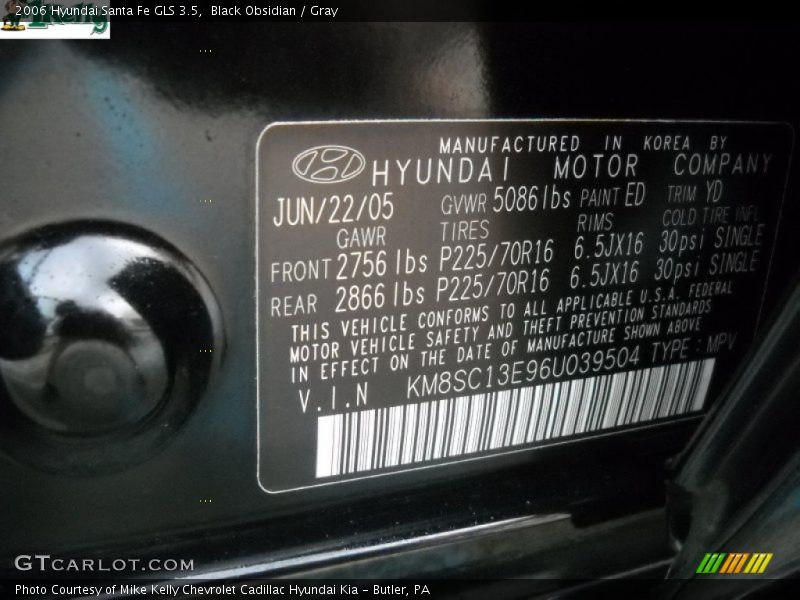 2006 Hyundai Santa Fe GLS 3.5, Black Obsidian / Gray
Kelly
MANUFACTURED IN KOREA BY
HYUNDAI MOTOR COMPANY
JUN/22/05 GVWR 5086lbs PAINT ED TRIM YD
GAWR TIRES RIMS COLD TIRE INFL
FRONT 2756 lbs P225/70R16 6.5JX16 30psi SINGLE
REAR 2866 lbs P225/70R16 6.5JX16 30psi SINGLE
THIS VEHICLE CONFORMS TO ALL APPLICABLE U.S.A. FEDERAL
MOTOR VEHICLE SAFETY AND THEFT PREVENTION STANDARDS
IN EFFECT ON THE DATE OF MANUFACTURE SHOWN ABOVE
V.I.N KM8SC13E96U039504 TYPE : MPV
GTCARLOT.COM
Photo Courtesy of Mike Kelly Chevrolet Cadillac Hyundai Kia – Butler, PA